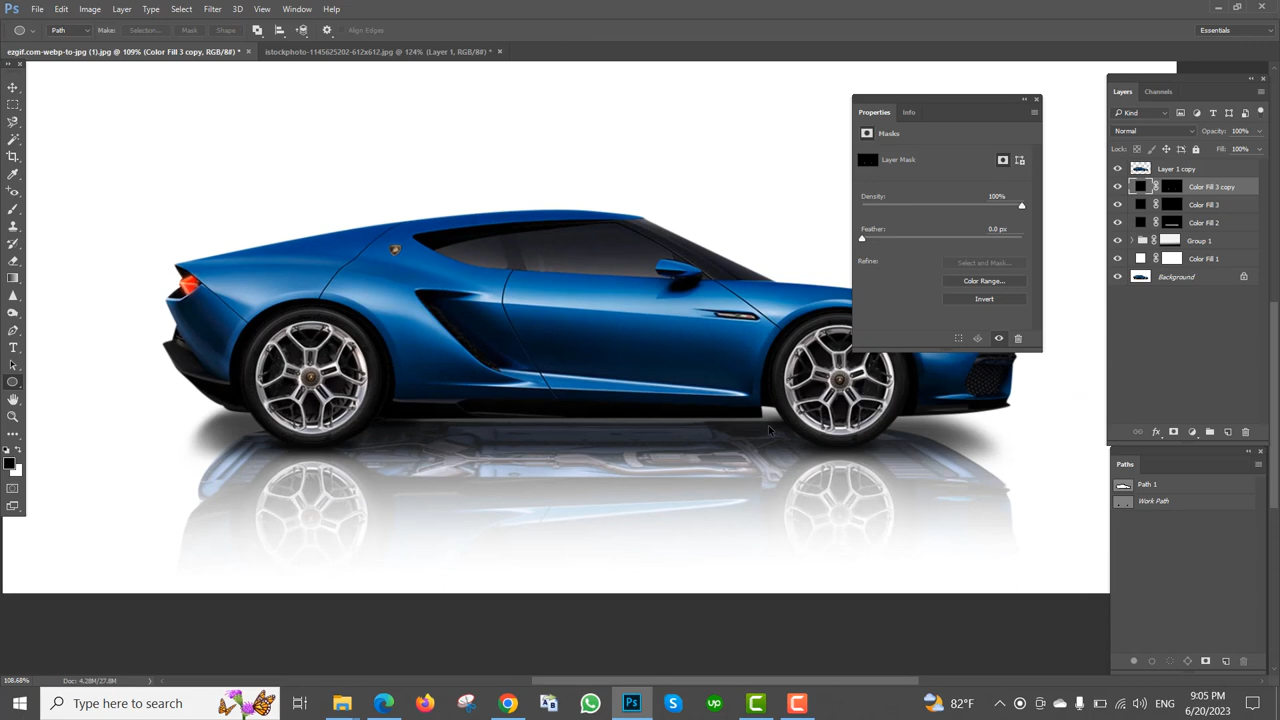 Ps File Edit Image Layer Type Select Filter 3D View Window Help
Path Make: Selection... Mask Shape Align Edges Essentials
ezgif.com-webp-to-jpg (1).jpg @ 109% (Color Fill 3 copy, RGB/8#) * × istockphoto-1145625202-612x612.jpg @ 124% (Layer 1, RGB/8#) * ×
Properties Info
Masks
Layer Mask
Density: 100%
Feather: 0.0 px
Refine: Select and Mask...
Color Range...
Invert
Layers Channels
Kind
Normal Opacity: 100%
Lock: Fill: 100%
Layer 1 copy
Color Fill 3 copy
Color Fill 3
Color Fill 2
Group 1
Color Fill 1
Background
Paths
Path 1
Work Path
108.68% Doc: 4.28M/27.8M
Type here to search
Ps
up
82°F
ENG
9:05 PM
6/20/2023